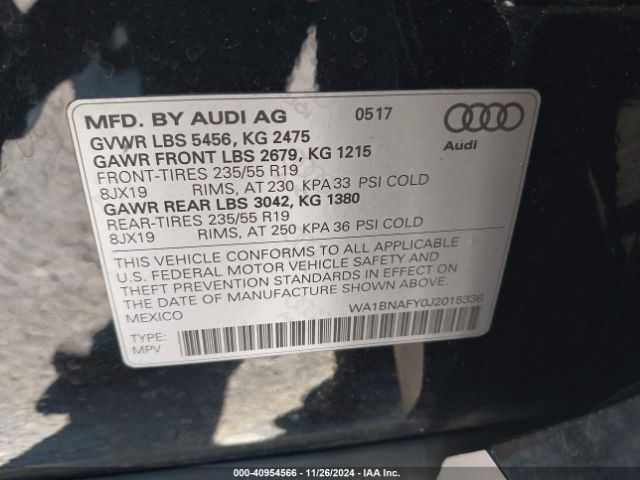 MFD. BY AUDI AG 0517
GVWR LBS 5456, KG 2475
GAWR FRONT LBS 2679, KG 1215
FRONT-TIRES 235/55 R19
8JX19 RIMS, AT 230 KPA 33 PSI COLD
GAWR REAR LBS 3042, KG 1380
REAR-TIRES 235/55 R19
8JX19 RIMS, AT 250 KPA 36 PSI COLD
Audi
THIS VEHICLE CONFORMS TO ALL APPLICABLE
U.S. FEDERAL MOTOR VEHICLE SAFETY AND
THEFT PREVENTION STANDARDS IN EFFECT ON
THE DATE OF MANUFACTURE SHOWN ABOVE.
MEXICO
WA1BNAFY0J2015336
TYPE:
MPV
000-40954566 - 11/26/2024 - IAA Inc.